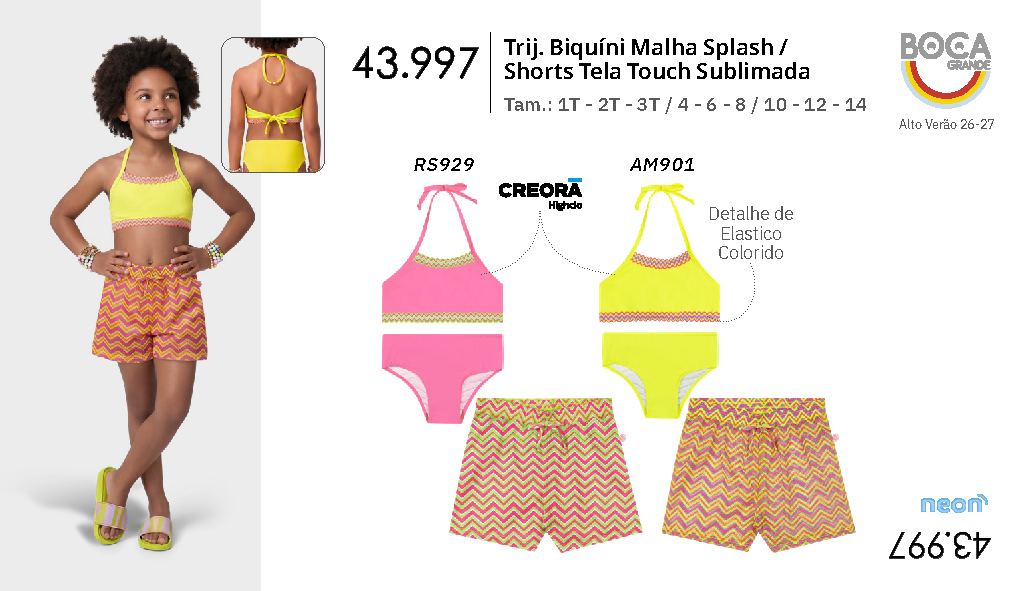 43.997
Trij. Biquíni Malha Splash /
Shorts Tela Touch Sublimada
Tam.: 1T - 2T - 3T / 4 - 6 - 8 / 10 - 12 - 14
BOCA
GRANDE
Alto Verão 26-27
RS929
CREORA
Highclo
AM901
Detalhe de
Elastico
Colorido
neon
43.997